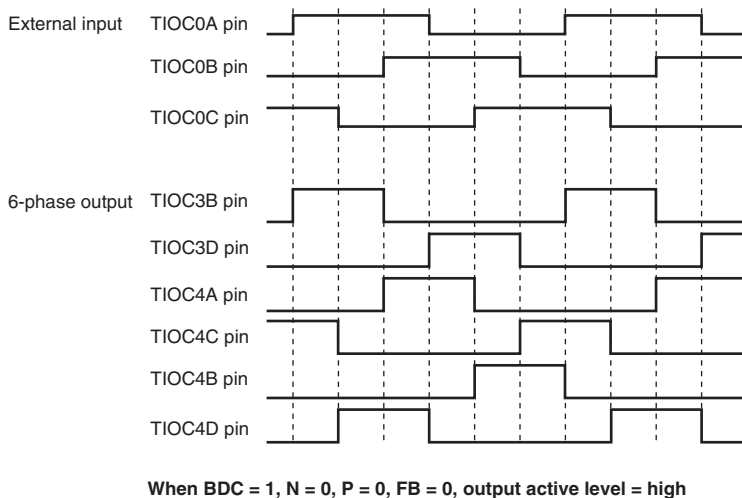 External input TIOC0A pin
TIOC0B pin
TIOC0C pin
6-phase output TIOC3B pin
TIOC3D pin
TIOC4A pin
TIOC4C pin
TIOC4B pin
TIOC4D pin
When BDC = 1, N = 0, P = 0, FB = 0, output active level = high